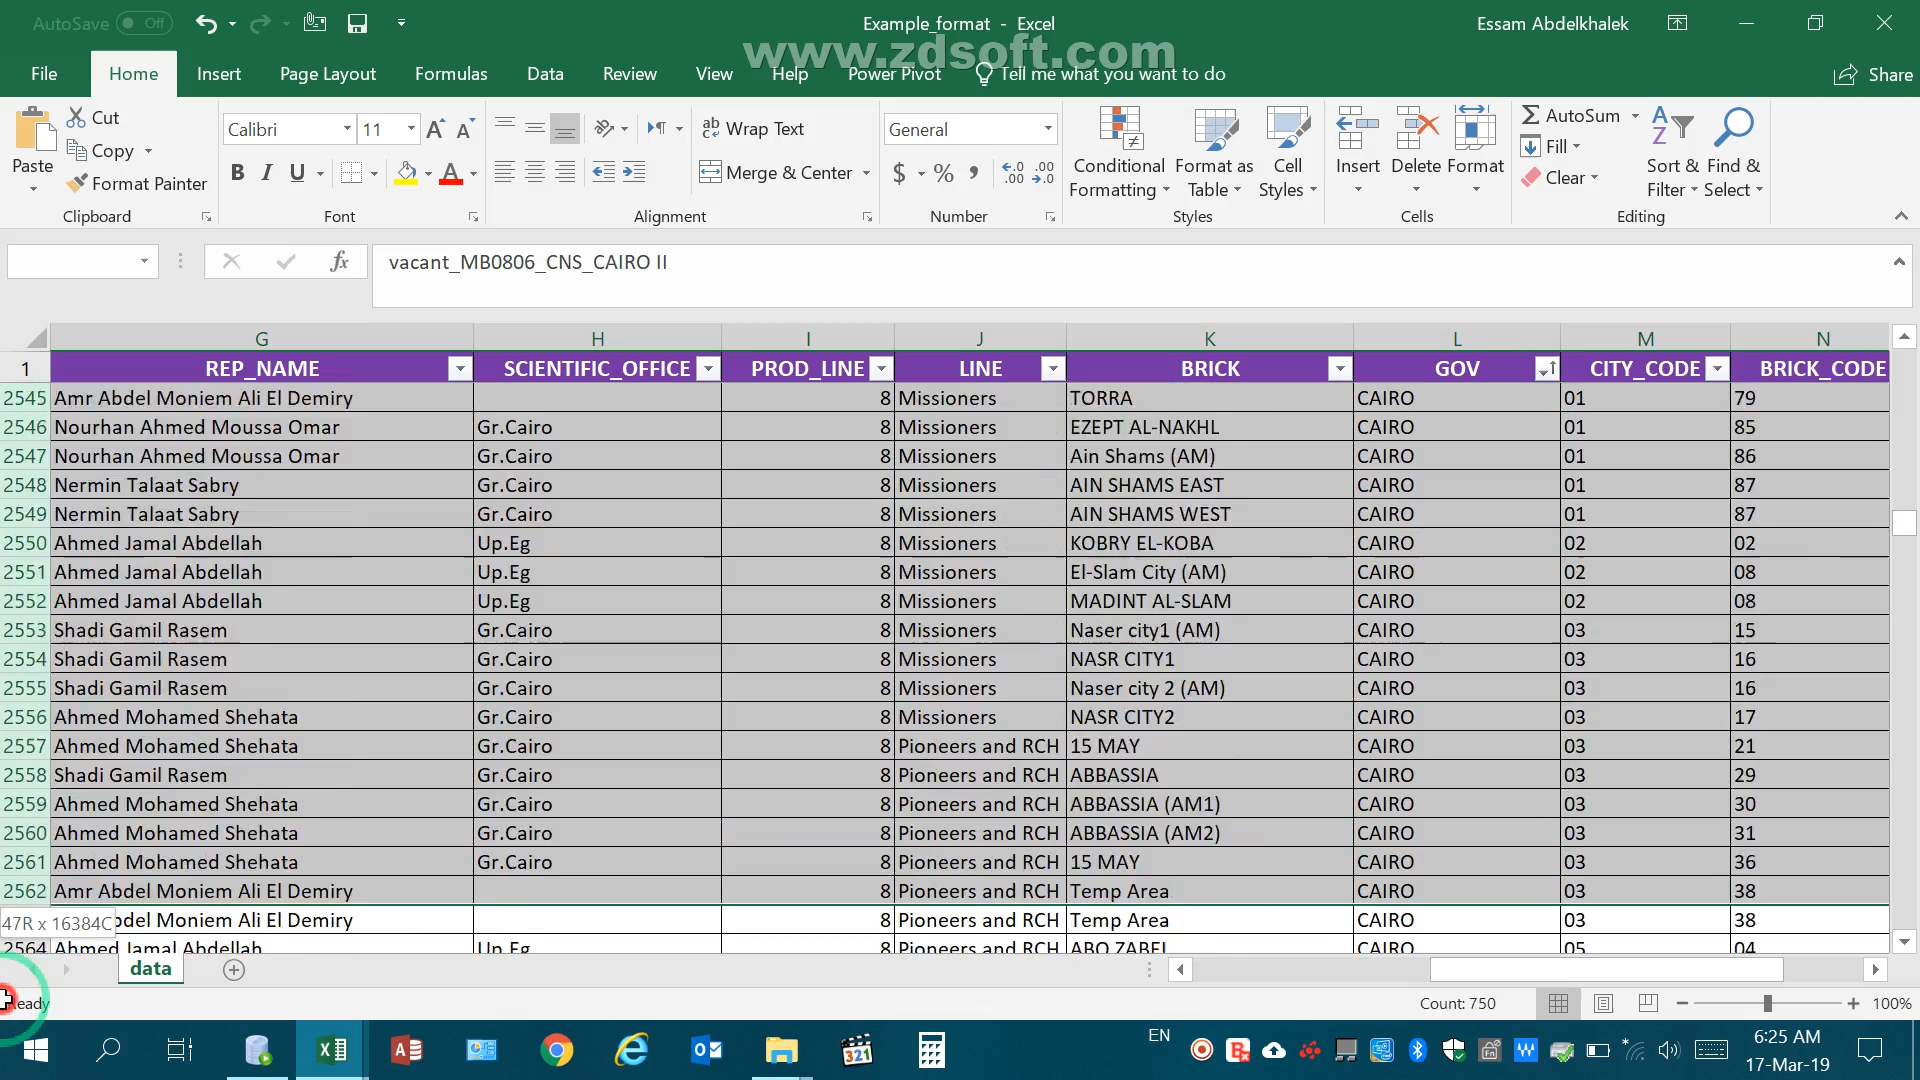 AutoSave Off
Example_format - Excel
Essam Abdelkhalek
www.zdsoft.com
File Home Insert Page Layout Formulas Data Review View Help Power Pivot Tell me what you want to do Share
Paste Cut Copy Format Painter Clipboard
Calibri 11 B I U Font
Wrap Text Merge & Center Alignment
General $ % , Number
Conditional Formatting Format as Table Cell Styles Styles
Insert Delete Format Cells
AutoSum Fill Clear Sort & Filter Find & Select Editing
fx vacant_MB0806_CNS_CAIRO II
G H I J K L M N
1 REP_NAME SCIENTIFIC_OFFICE PROD_LINE LINE BRICK GOV CITY_CODE BRICK_CODE
2545 Amr Abdel Moniem Ali El Demiry 8 Missioners TORRA CAIRO 01 79
2546 Nourhan Ahmed Moussa Omar Gr.Cairo 8 Missioners EZEPT AL-NAKHL CAIRO 01 85
2547 Nourhan Ahmed Moussa Omar Gr.Cairo 8 Missioners Ain Shams (AM) CAIRO 01 86
2548 Nermin Talaat Sabry Gr.Cairo 8 Missioners AIN SHAMS EAST CAIRO 01 87
2549 Nermin Talaat Sabry Gr.Cairo 8 Missioners AIN SHAMS WEST CAIRO 01 87
2550 Ahmed Jamal Abdellah Up.Eg 8 Missioners KOBRY EL-KOBA CAIRO 02 02
2551 Ahmed Jamal Abdellah Up.Eg 8 Missioners El-Slam City (AM) CAIRO 02 08
2552 Ahmed Jamal Abdellah Up.Eg 8 Missioners MADINT AL-SLAM CAIRO 02 08
2553 Shadi Gamil Rasem Gr.Cairo 8 Missioners Naser city1 (AM) CAIRO 03 15
2554 Shadi Gamil Rasem Gr.Cairo 8 Missioners NASR CITY1 CAIRO 03 16
2555 Shadi Gamil Rasem Gr.Cairo 8 Missioners Naser city 2 (AM) CAIRO 03 16
2556 Ahmed Mohamed Shehata Gr.Cairo 8 Missioners NASR CITY2 CAIRO 03 17
2557 Ahmed Mohamed Shehata Gr.Cairo 8 Pioneers and RCH 15 MAY CAIRO 03 21
2558 Shadi Gamil Rasem Gr.Cairo 8 Pioneers and RCH ABBASSIA CAIRO 03 29
2559 Ahmed Mohamed Shehata Gr.Cairo 8 Pioneers and RCH ABBASSIA (AM1) CAIRO 03 30
2560 Ahmed Mohamed Shehata Gr.Cairo 8 Pioneers and RCH ABBASSIA (AM2) CAIRO 03 31
2561 Ahmed Mohamed Shehata Gr.Cairo 8 Pioneers and RCH 15 MAY CAIRO 03 36
2562 Amr Abdel Moniem Ali El Demiry 8 Pioneers and RCH Temp Area CAIRO 03 38
47R x 16384C bdel Moniem Ali El Demiry 8 Pioneers and RCH Temp Area CAIRO 03 38
2564 Ahmed Jamal Abdellah Up.Eg 8 Pioneers and RCH ABO ZABEL CAIRO 05 04
data
Ready Count: 750 100%
EN 6:25 AM
17-Mar-19